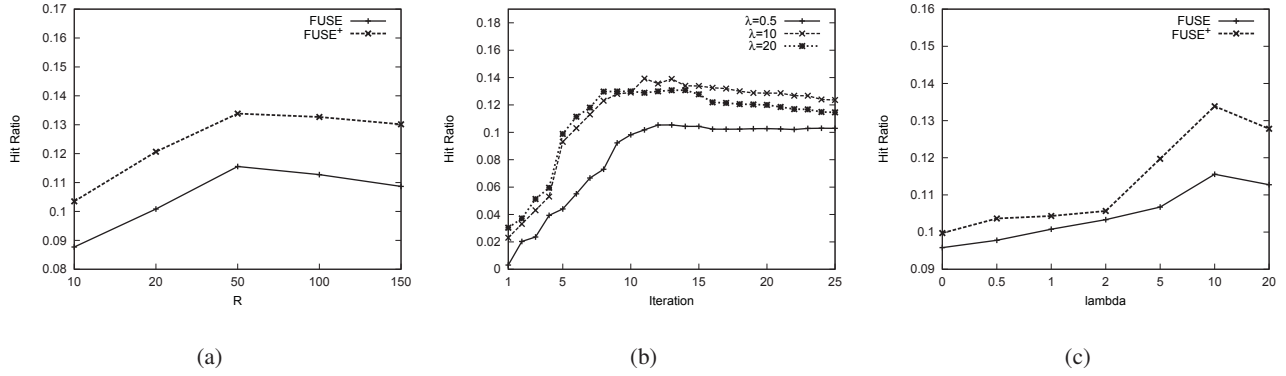 0.17
0.16
0.15
0.14
0.13
0.12
0.11
0.1
0.09
0.08
10 20 50 100 150
Hit Ratio
R
FUSE
FUSE+
(a)
0.18
0.16
0.14
0.12
0.1
0.08
0.06
0.04
0.02
0
1 5 10 15 20 25
Hit Ratio
Iteration
λ=0.5
λ=10
λ=20
(b)
0.16
0.15
0.14
0.13
0.12
0.11
0.1
0.09
0 0.5 1 2 5 10 20
Hit Ratio
lambda
FUSE
FUSE+
(c)